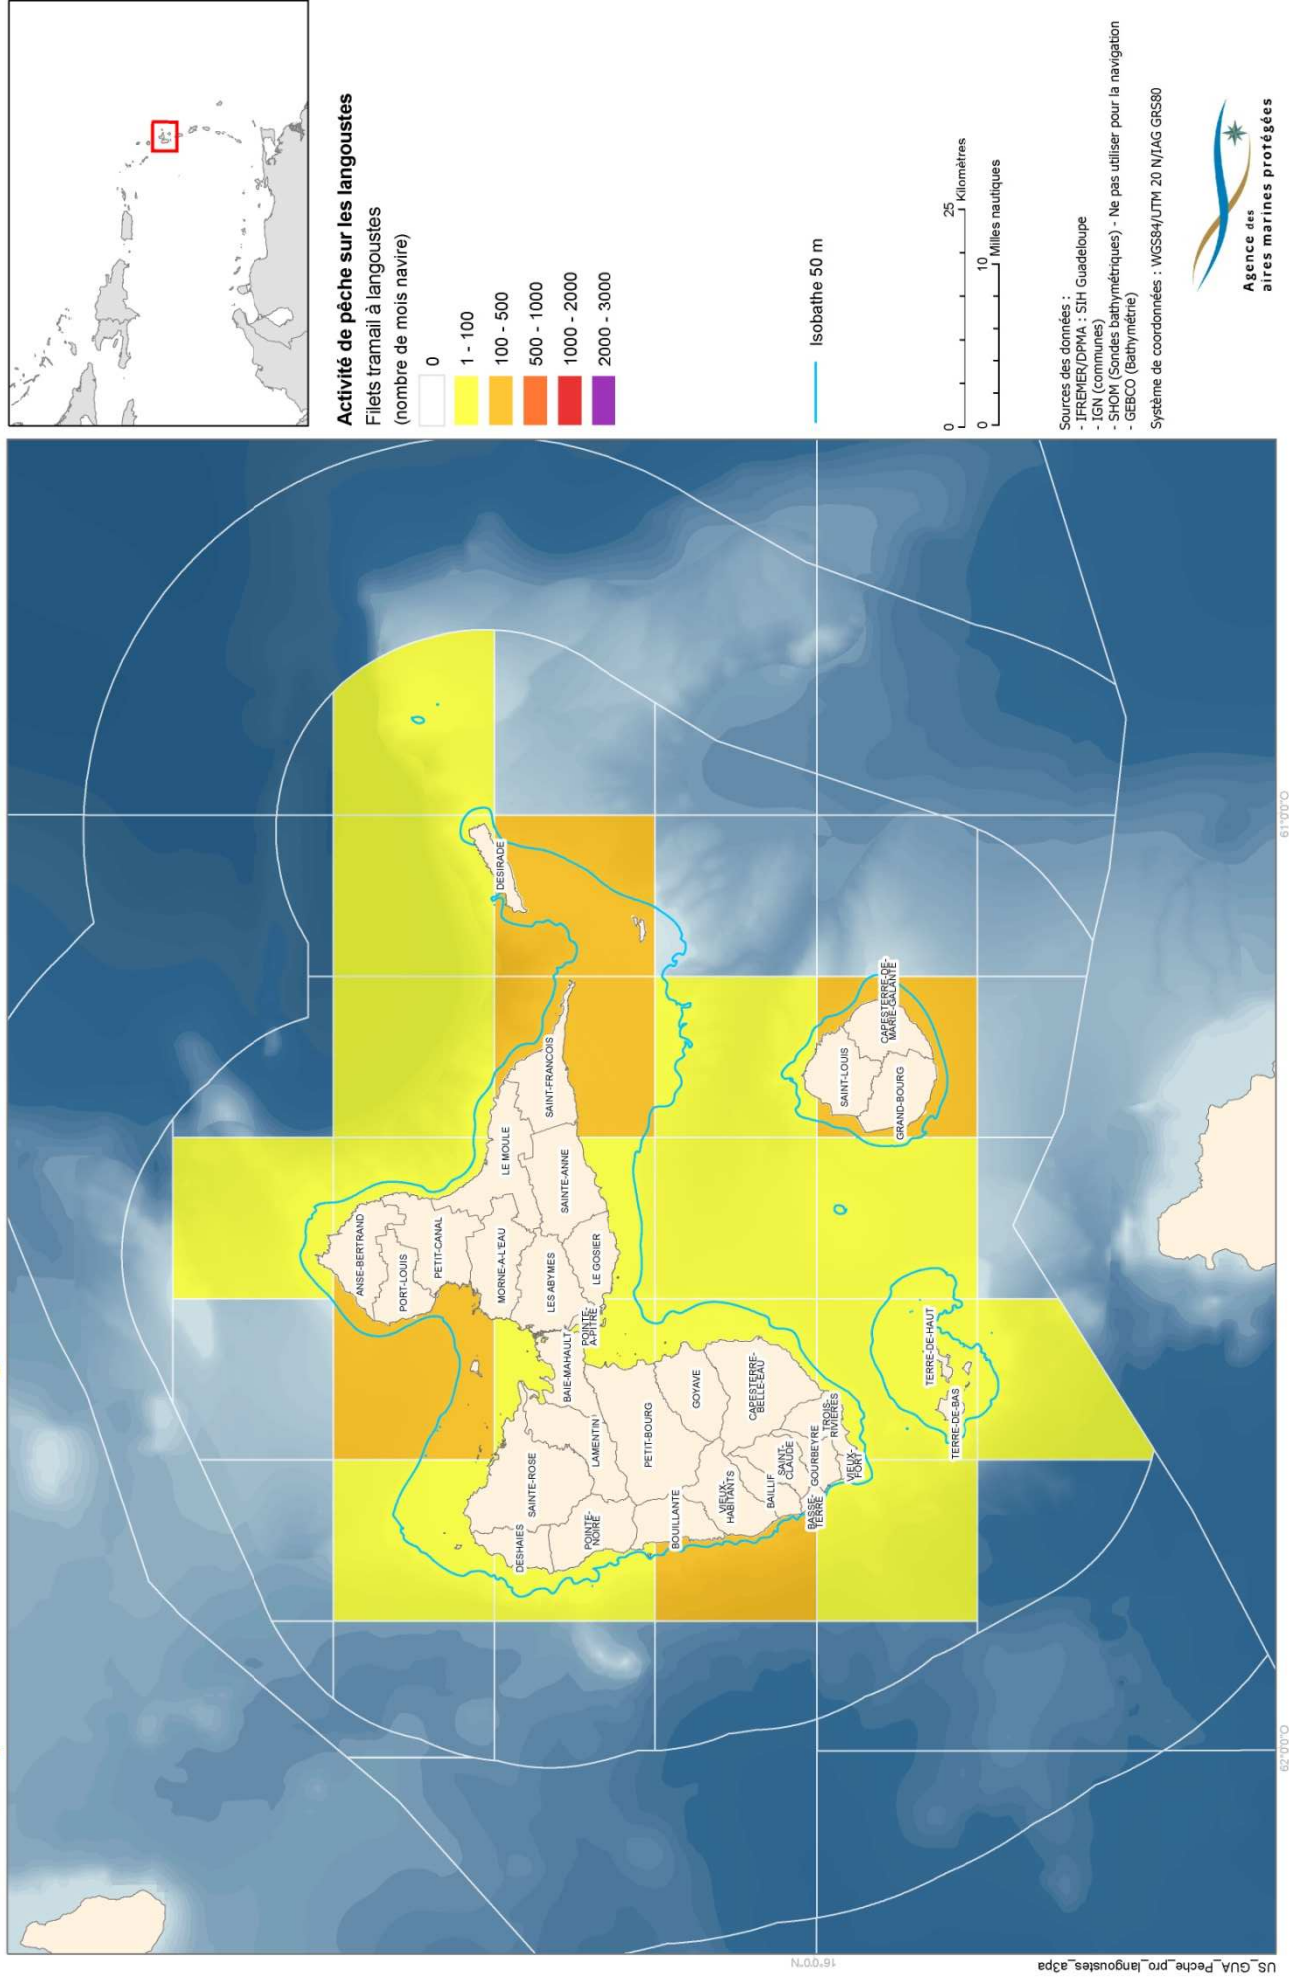 Activité de pêche sur les langoustes
Filets tramail à langoustes
(nombre de mois navire)
0
1 - 100
100 - 500
500 - 1000
1000 - 2000
2000 - 3000
Isobathe 50 m
0
25
Kilomètres
0
10
Milles nautiques
Sources des données :
- IFREMER/DPMA : SIH Guadeloupe
- IGN (communes)
- SHOM (Sondes bathymétriques) - Ne pas utiliser pour la navigation
- GEBCO (Bathymétrie)
Système de coordonnées : WGS84/UTM 20 N/IAG GRS80
Agence des
aires marines protégées
ANSE-BERTRAND
PORT-LOUIS
PETIT-CANAL
MORNE-A-L'EAU
LE MOULE
LES ABYMES
SAINTE-ANNE
SAINT-FRANCOIS
LE GOSIER
POINTE-
A-PITRE
BAIE-MAHAULT
DESIRADE
SAINTE-ROSE
DESHAIES
LAMENTIN
POINTE-
NOIRE
PETIT-BOURG
BOUILLANTE
GOYAVE
VIEUX-
HABITANTS
CAPESTERRE-
BELLE-EAU
BAILLIF
SAINT-
CLAUDE
GOURBEYRE
BASSE-
TERRE
TROIS-
RIVIERES
VIEUX-
FORT
TERRE-DE-HAUT
TERRE-DE-BAS
SAINT-LOUIS
GRAND-BOURG
CAPESTERRE-DE-
MARIE-GALANTE
16°0'0"N
62°0'0"O
61°0'0"O
US_GUA_Peche_pro_langoustes_a3pa